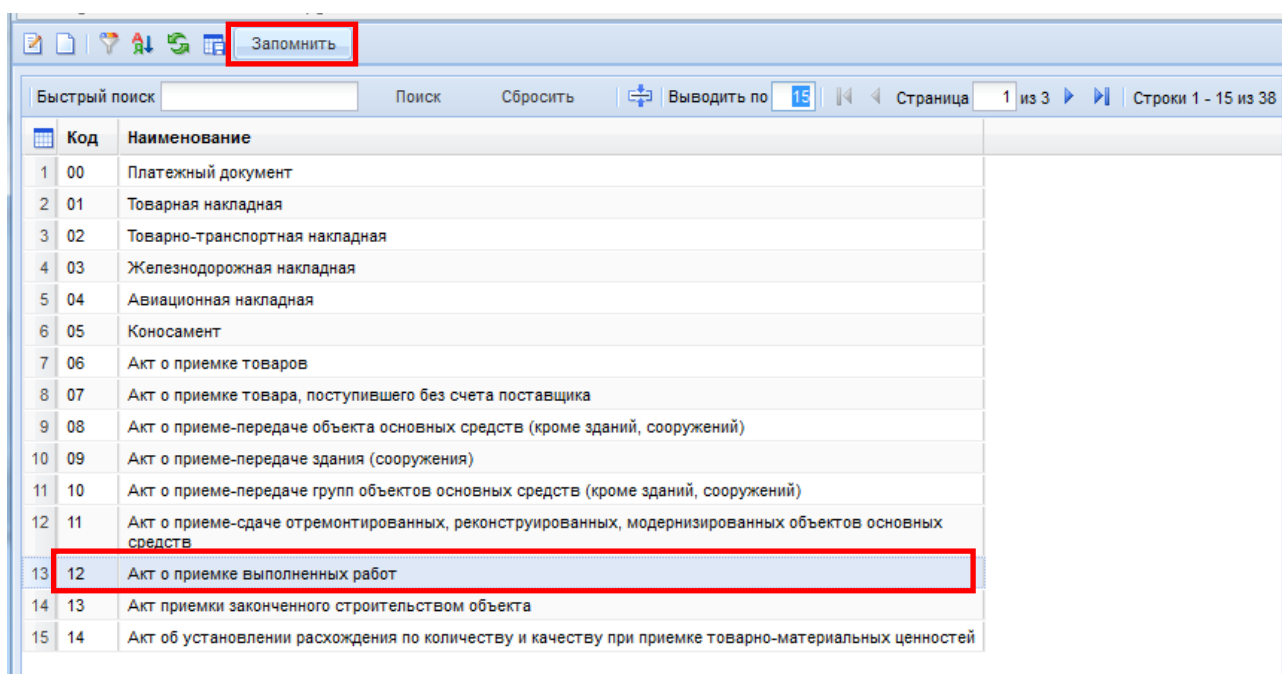 Запомнить
Быстрый поиск Поиск Сбросить Выводить по 15 Страница 1 из 3 Строки 1 - 15 из 38
Код Наименование
1 00 Платежный документ
2 01 Товарная накладная
3 02 Товарно-транспортная накладная
4 03 Железнодорожная накладная
5 04 Авиационная накладная
6 05 Коносамент
7 06 Акт о приемке товаров
8 07 Акт о приемке товара, поступившего без счета поставщика
9 08 Акт о приеме-передаче объекта основных средств (кроме зданий, сооружений)
10 09 Акт о приеме-передаче здания (сооружения)
11 10 Акт о приеме-передаче групп объектов основных средств (кроме зданий, сооружений)
12 11 Акт о приеме-сдаче отремонтированных, реконструированных, модернизированных объектов основных
средств
13 12 Акт о приемке выполненных работ
14 13 Акт приемки законченного строительством объекта
15 14 Акт об установлении расхождения по количеству и качеству при приемке товарно-материальных ценностей